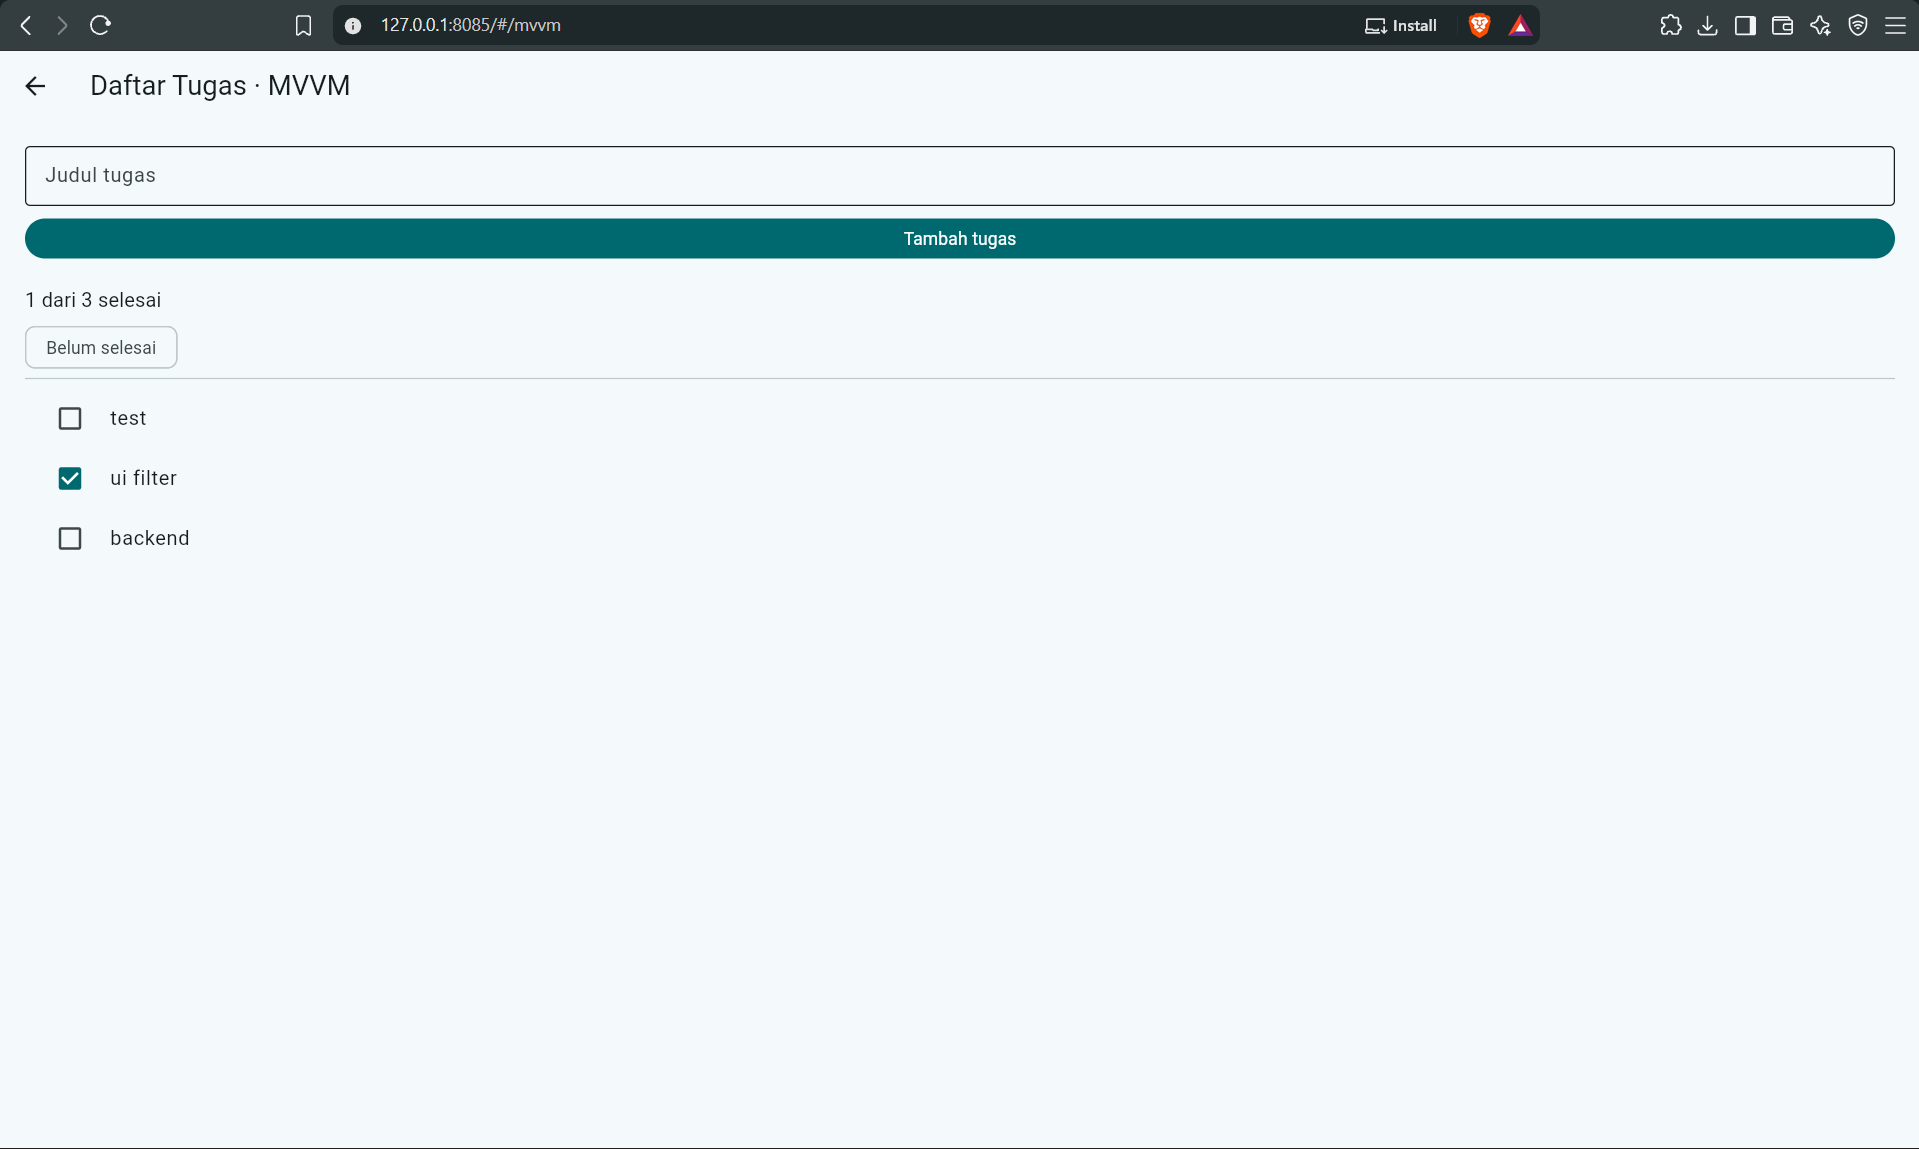 127.0.0.1:8085/#/mvvm
Install
Daftar Tugas · MVVM
Judul tugas
Tambah tugas
1 dari 3 selesai
Belum selesai
test
ui filter
backend